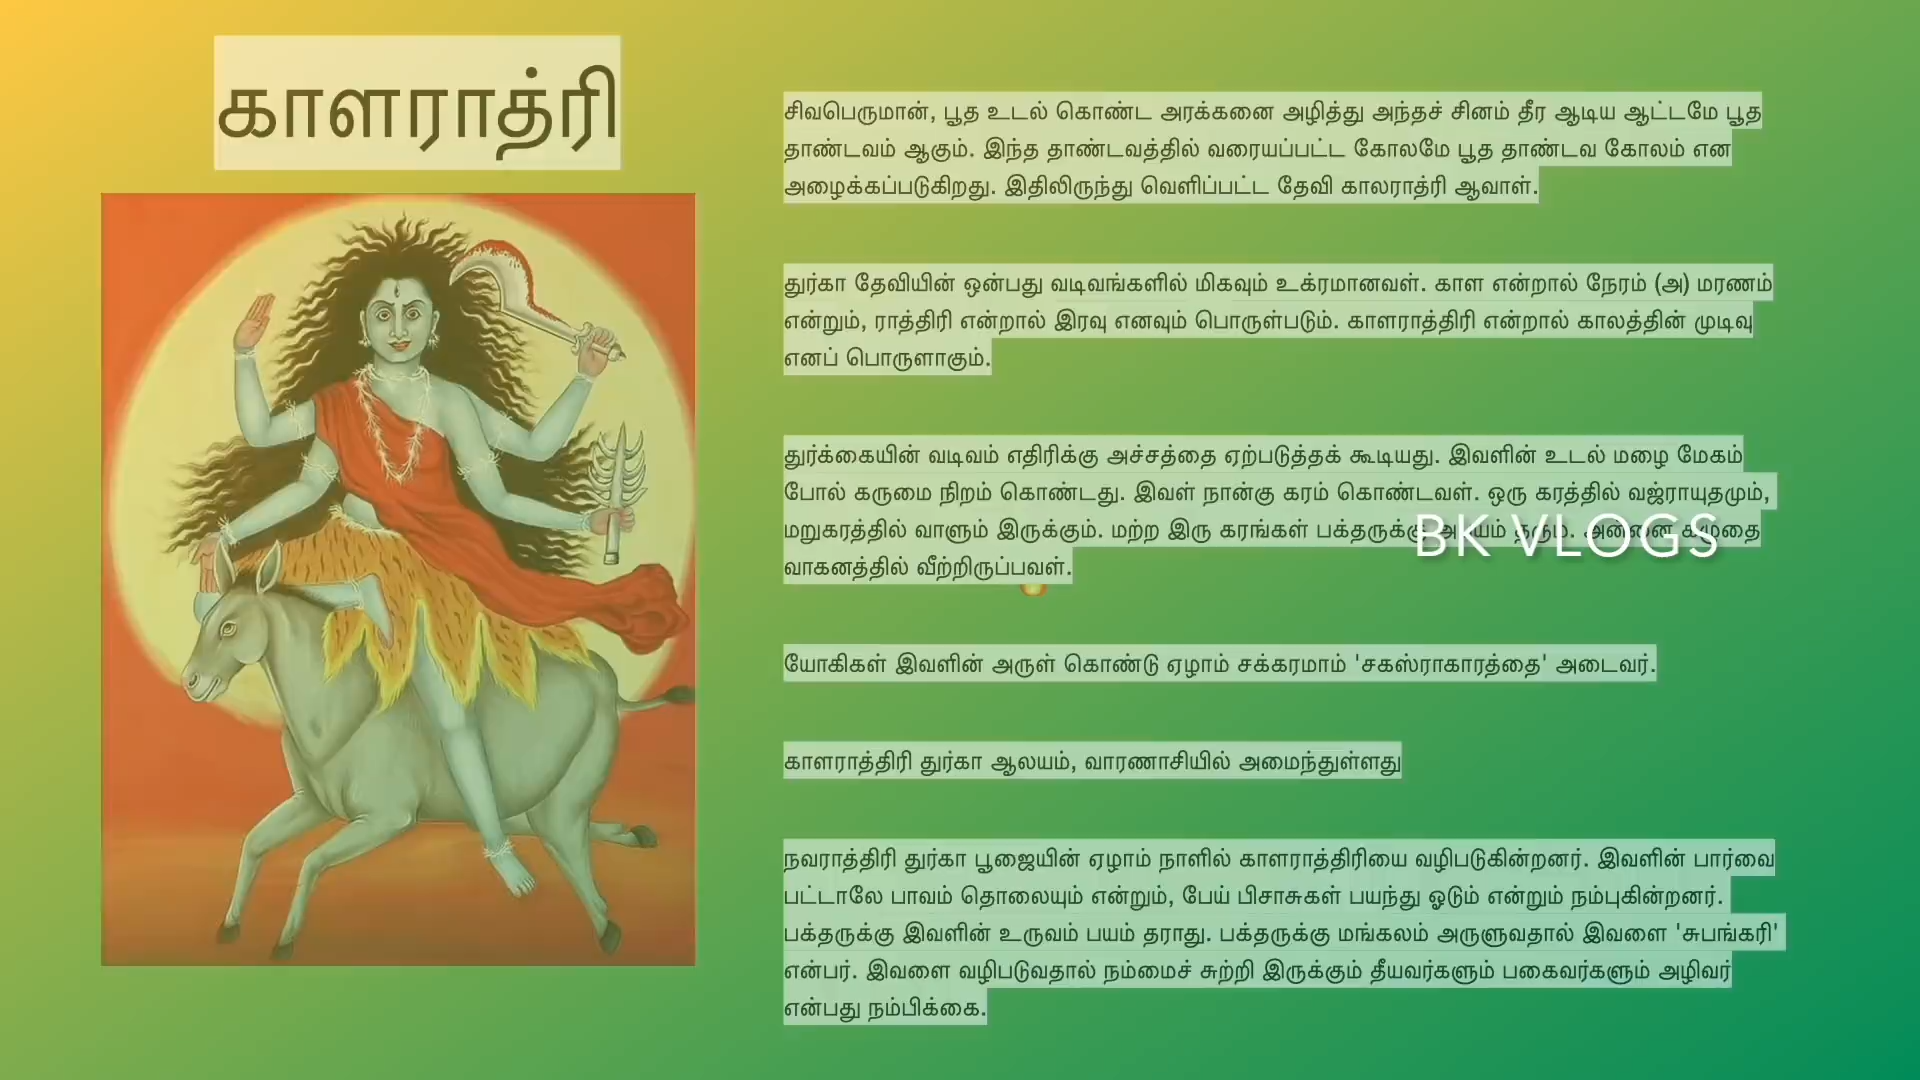 காளராத்ரி
சிவபெருமான், பூத உடல் கொண்ட அரக்கனை அழித்து அந்தச் சினம் தீர ஆடிய ஆட்டமே பூத
தாண்டவம் ஆகும். இந்த தாண்டவத்தில் வரையப்பட்ட கோலமே பூத தாண்டவ கோலம் என
அழைக்கப்படுகிறது. இதிலிருந்து வெளிப்பட்ட தேவி காலராத்ரி ஆவாள்.
துர்கா தேவியின் ஒன்பது வடிவங்களில் மிகவும் உக்ரமானவள். காள என்றால் நேரம் (அ) மரணம்
என்றும், ராத்திரி என்றால் இரவு எனவும் பொருள்படும். காளராத்திரி என்றால் காலத்தின் முடிவு
எனப் பொருளாகும்.
துர்க்கையின் வடிவம் எதிரிக்கு அச்சத்தை ஏற்படுத்தக் கூடியது. இவளின் உடல் மழை மேகம்
போல் கருமை நிறம் கொண்டது. இவள் நான்கு கரம் கொண்டவள். ஒரு கரத்தில் வஜ்ராயுதமும்,
மறுகரத்தில் வாளும் இருக்கும். மற்ற இரு கரங்கள் பக்தருக்கு அபயம் தரும். அன்னை கழுதை
வாகனத்தில் வீற்றிருப்பவள்.
BK VLOGS
யோகிகள் இவளின் அருள் கொண்டு ஏழாம் சக்கரமாம் 'சகஸ்ராகாரத்தை' அடைவர்.
காளராத்திரி துர்கா ஆலயம், வாரணாசியில் அமைந்துள்ளது
நவராத்திரி துர்கா பூஜையின் ஏழாம் நாளில் காளராத்திரியை வழிபடுகின்றனர். இவளின் பார்வை
பட்டாலே பாவம் தொலையும் என்றும், பேய் பிசாசுகள் பயந்து ஓடும் என்றும் நம்புகின்றனர்.
பக்தருக்கு இவளின் உருவம் பயம் தராது. பக்தருக்கு மங்கலம் அருளுவதால் இவளை 'சுபங்கரி'
என்பர். இவளை வழிபடுவதால் நம்மைச் சுற்றி இருக்கும் தீயவர்களும் பகைவர்களும் அழிவர்
என்பது நம்பிக்கை.